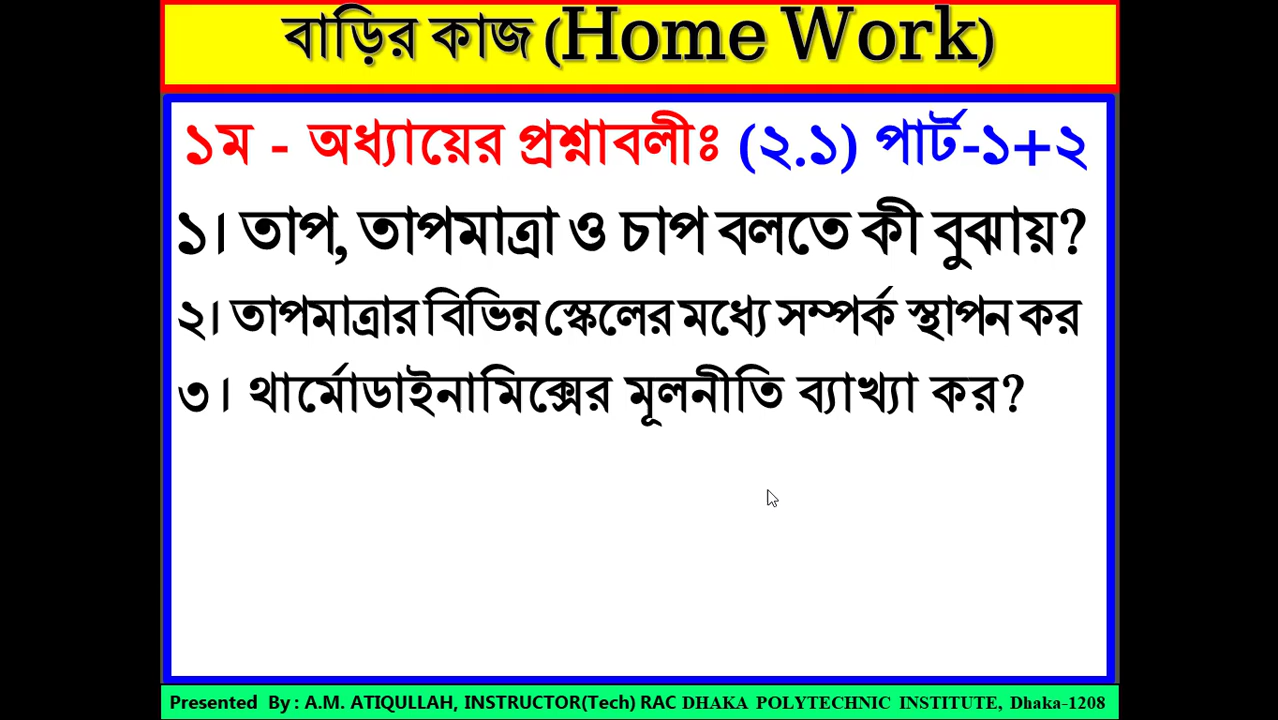 বাড়ির কাজ (Home Work)
১ম - অধ্যায়ের প্রশ্নাবলীঃ (২.১) পার্ট-১+২
১। তাপ, তাপমাত্রা ও চাপ বলতে কী বুঝায়?
২। তাপমাত্রার বিভিন্ন স্কেলের মধ্যে সম্পর্ক স্থাপন কর
৩। থার্মোডাইনামিক্সের মূলনীতি ব্যাখ্যা কর?
Presented By : A.M. ATIQULLAH, INSTRUCTOR(Tech) RAC DHAKA POLYTECHNIC INSTITUTE, Dhaka-1208